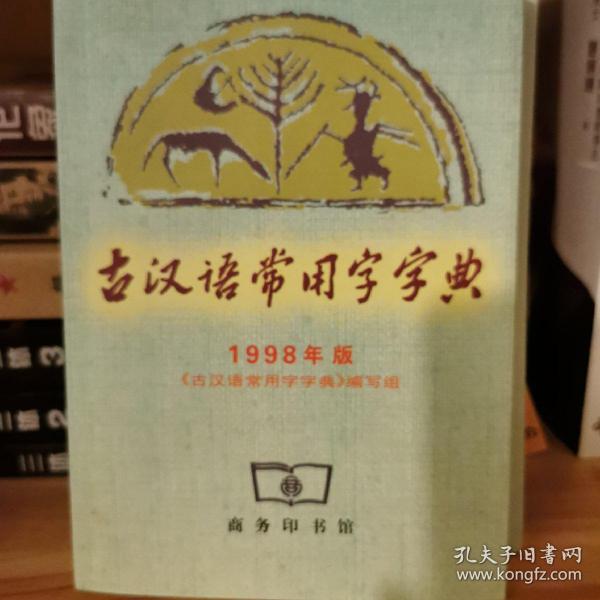 古汉语常用字字典
1998年版
《古汉语常用字字典》编写组
商务印书馆
孔夫子旧书网
www.kongfz.com